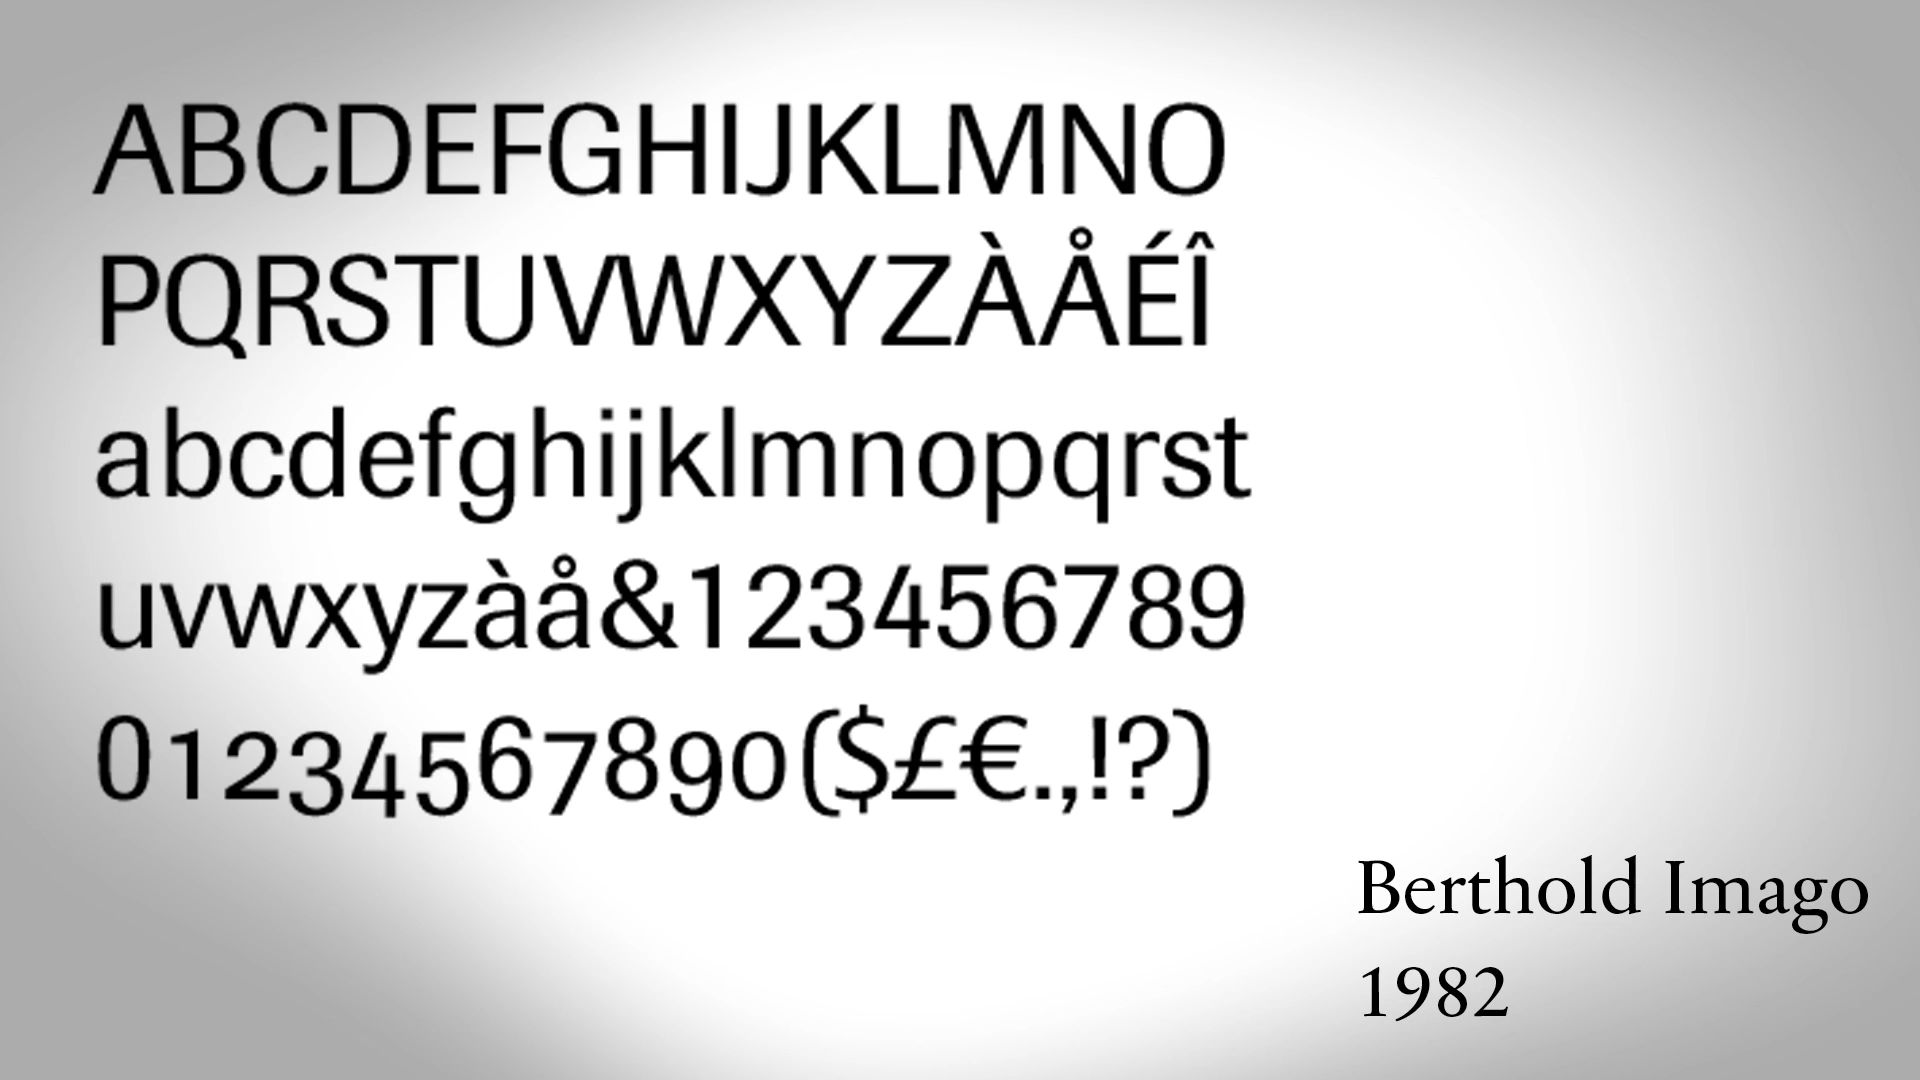 ABCDEFGHIJKLMNO
PQRSTUVWXYZÀÅÉÎ
abcdefghijklmnopqrst
uvwxyzàå&123456789
01234567890($£€.,!?)
Berthold Imago
1982